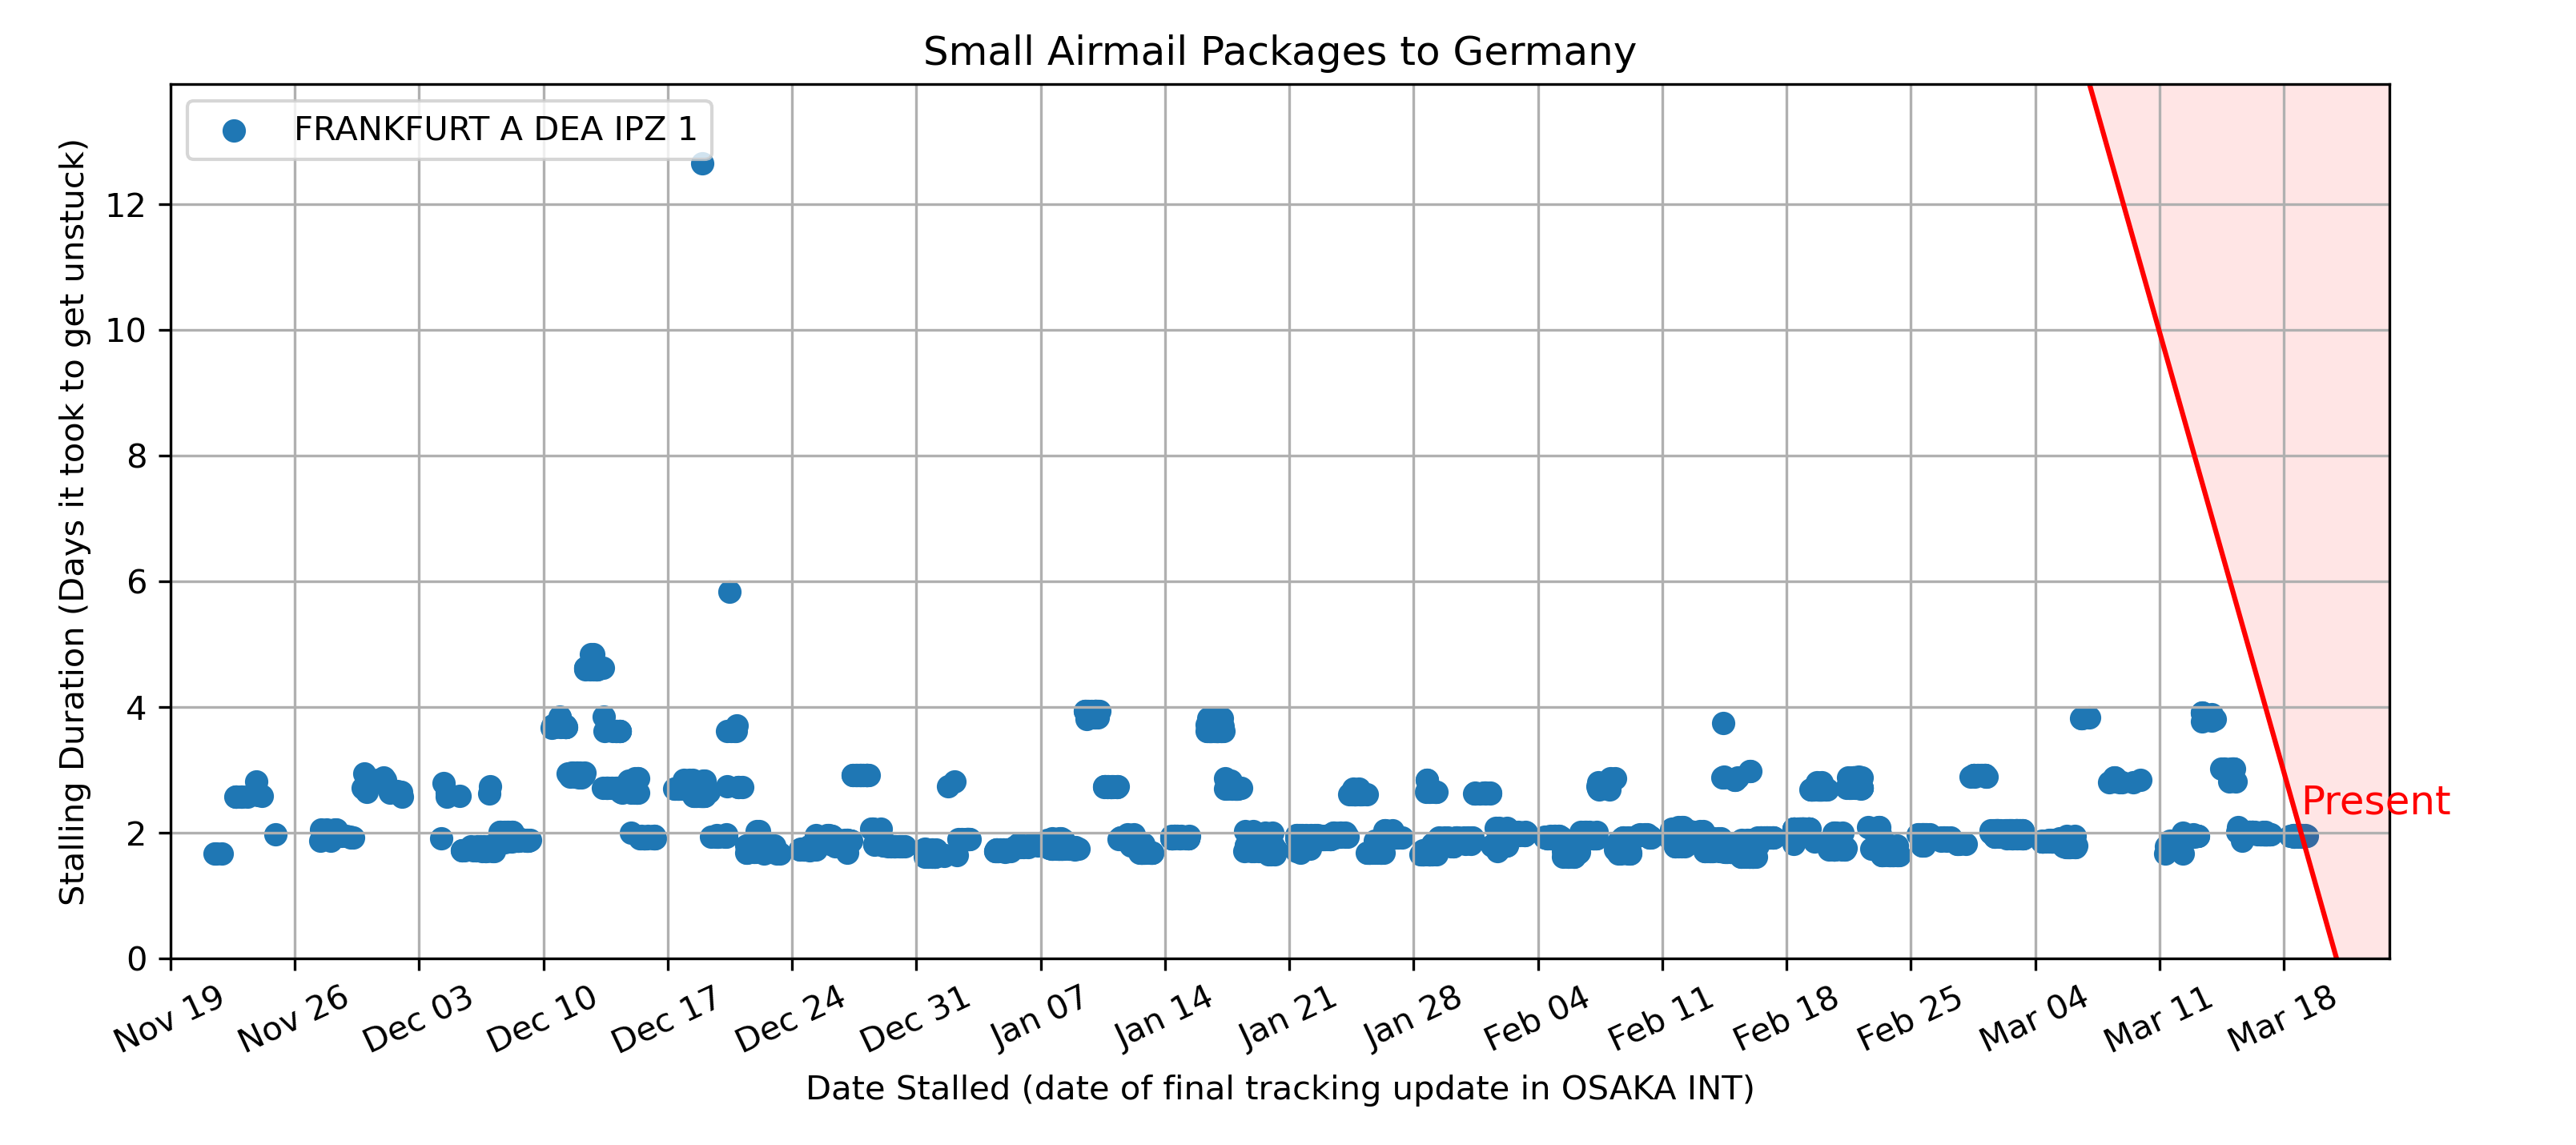 Small Airmail Packages to Germany
FRANKFURT A DEA IPZ 1
Stalling Duration (Days it took to get unstuck)
12
10
8
6
4
2
0
Present
Nov 19
Nov 26
Dec 03
Dec 10
Dec 17
Dec 24
Dec 31
Jan 07
Jan 14
Jan 21
Jan 28
Feb 04
Feb 11
Feb 18
Feb 25
Mar 04
Mar 11
Mar 18
Date Stalled (date of final tracking update in OSAKA INT)